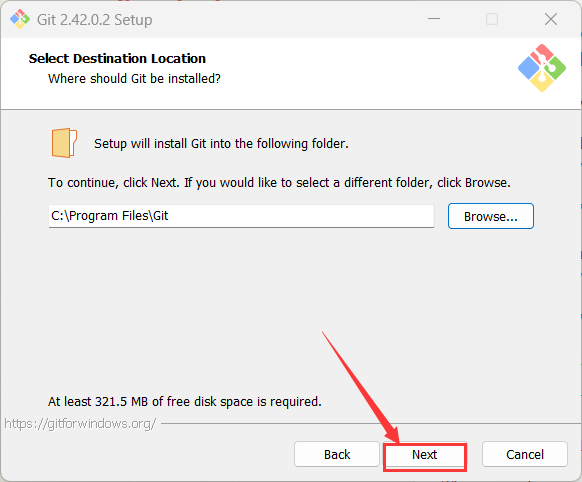 Git 2.42.0.2 Setup
Select Destination Location
Where should Git be installed?
Setup will install Git into the following folder.
To continue, click Next. If you would like to select a different folder, click Browse.
C:\Program Files\Git
Browse...
At least 321.5 MB of free disk space is required.
https://gitforwindows.org/
Back
Next
Cancel